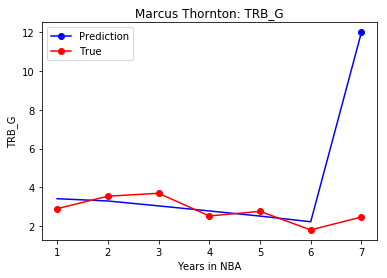 Marcus Thornton: TRB_G
Prediction
True
12
10
8
6
4
2
TRB_G
1 2 3 4 5 6 7
Years in NBA